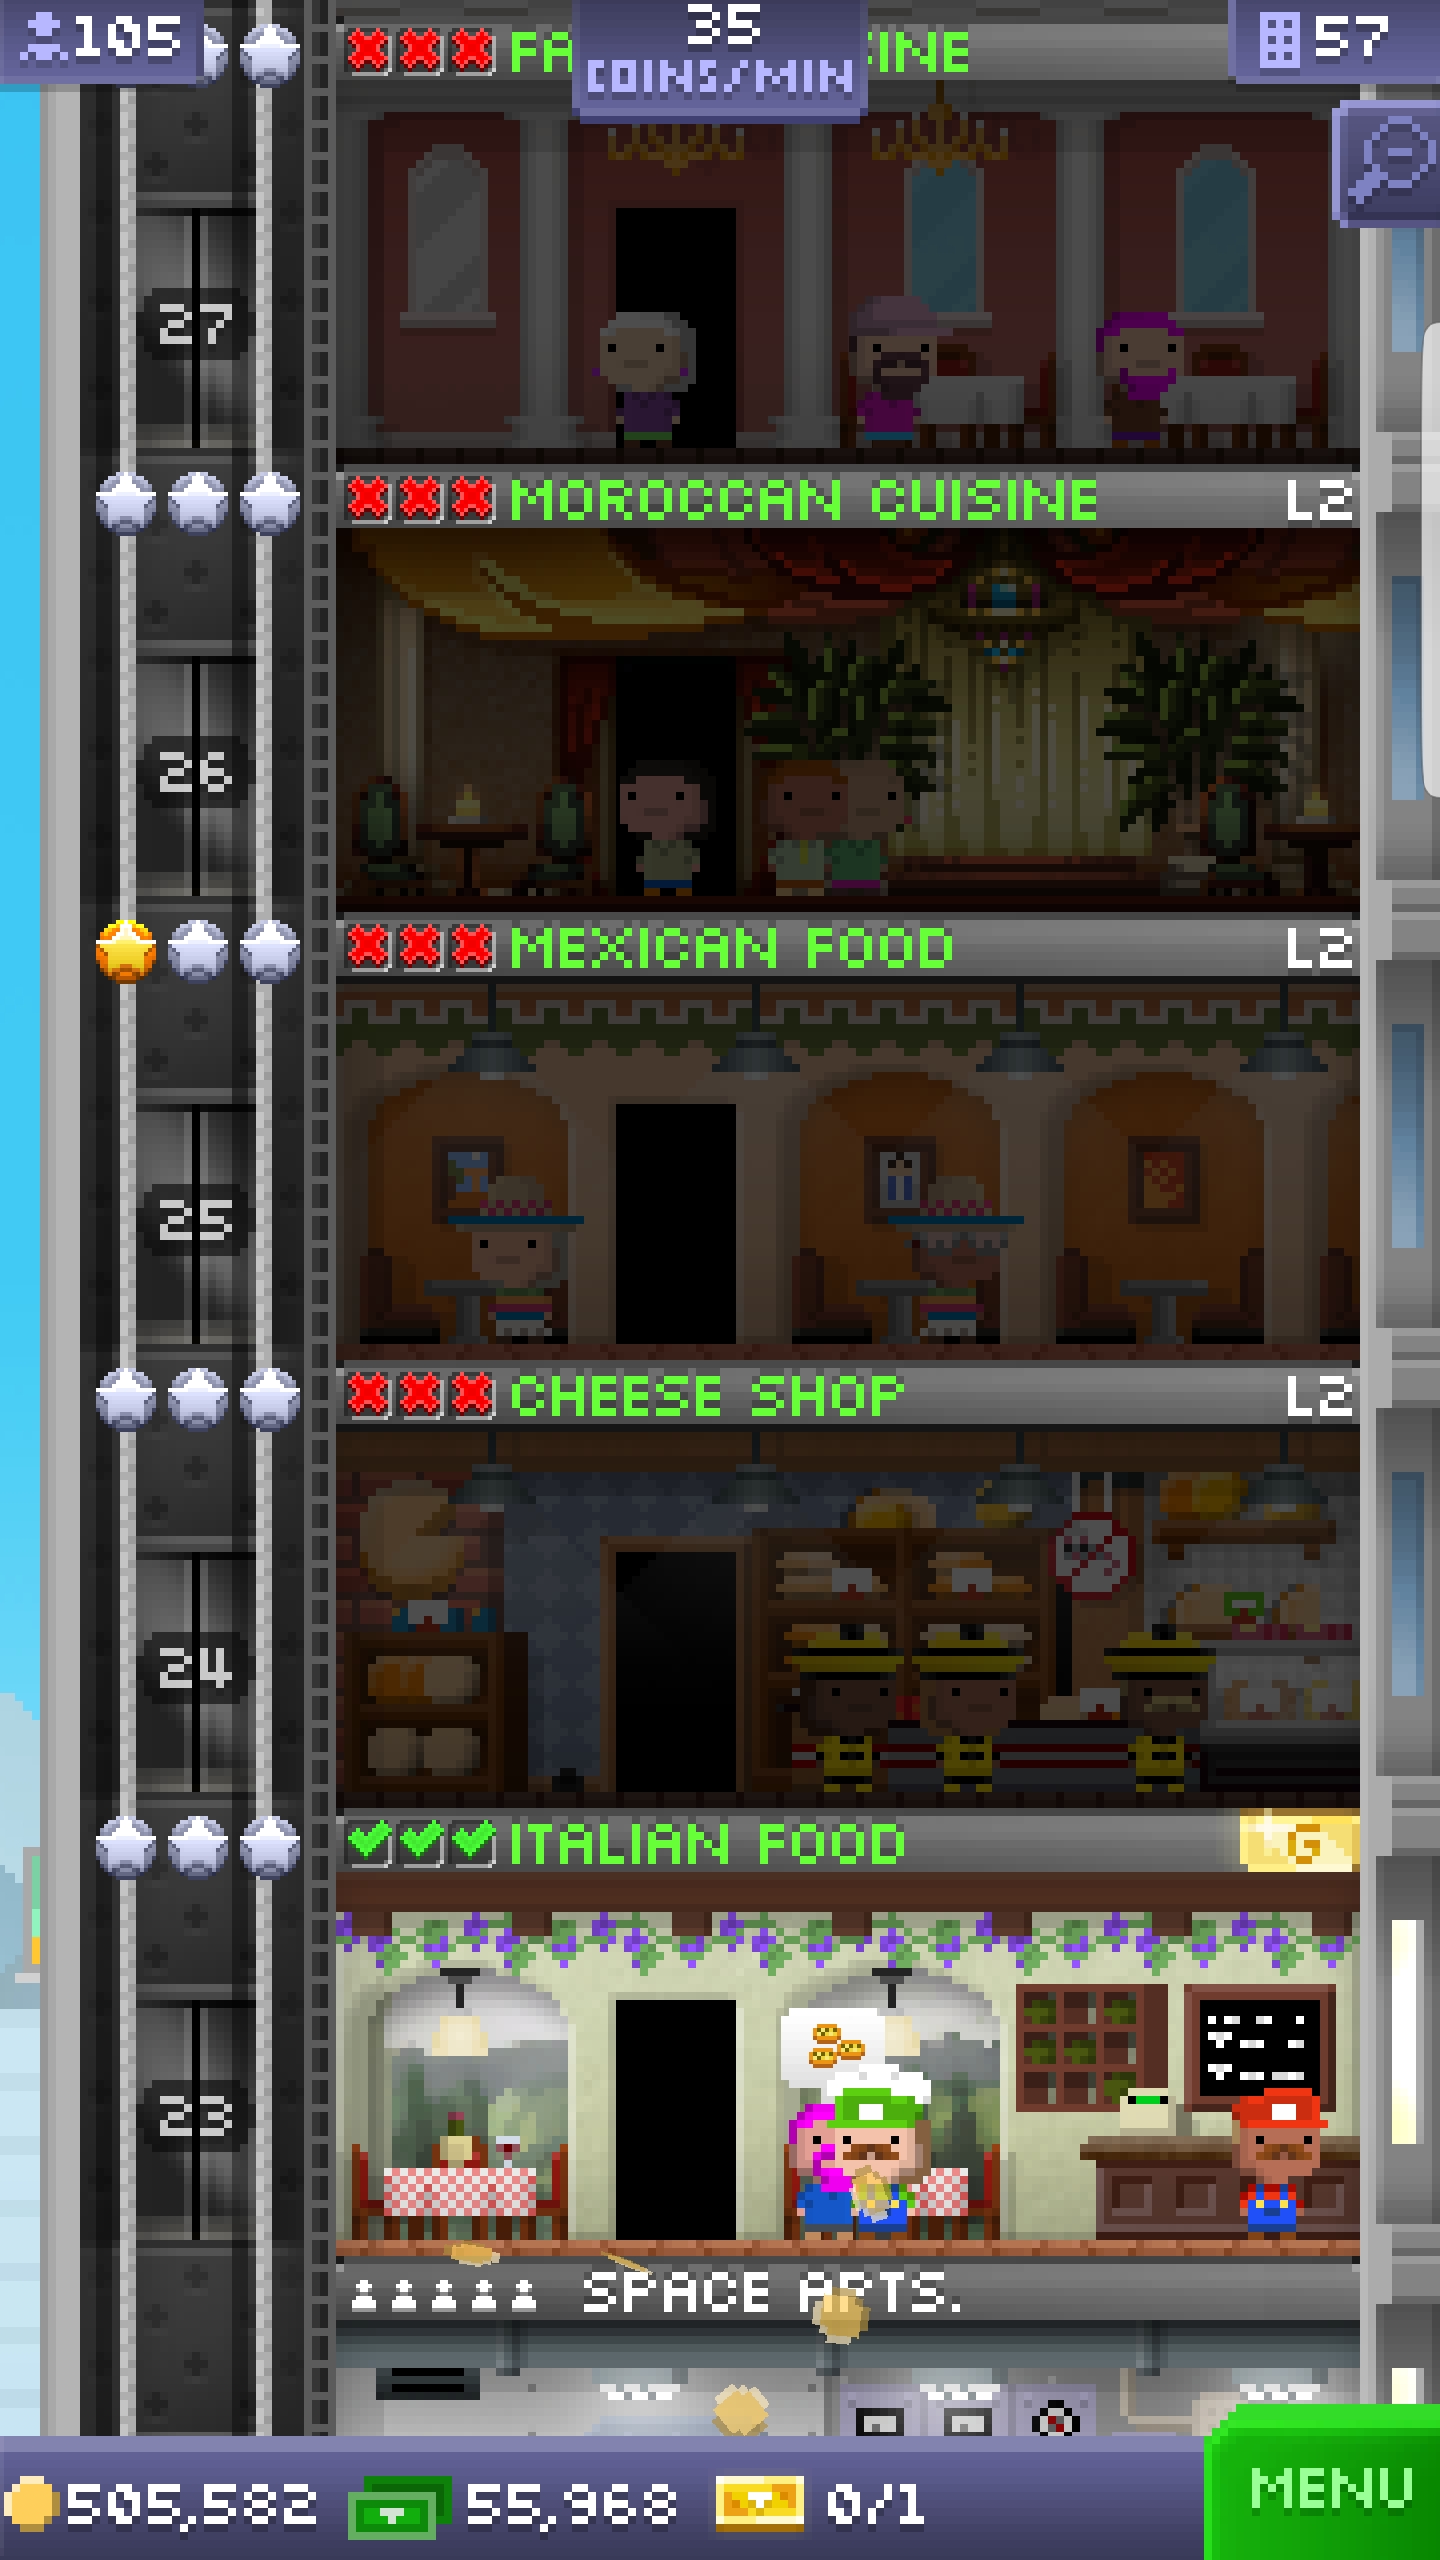 105
35
COINS/MIN
57
FA
INE
27
MOROCCAN CUISINE L2
26
MEXICAN FOOD L2
25
CHEESE SHOP L2
24
ITALIAN FOOD G
23
SPACE APTS.
505,582 55,968 0/1
MENU